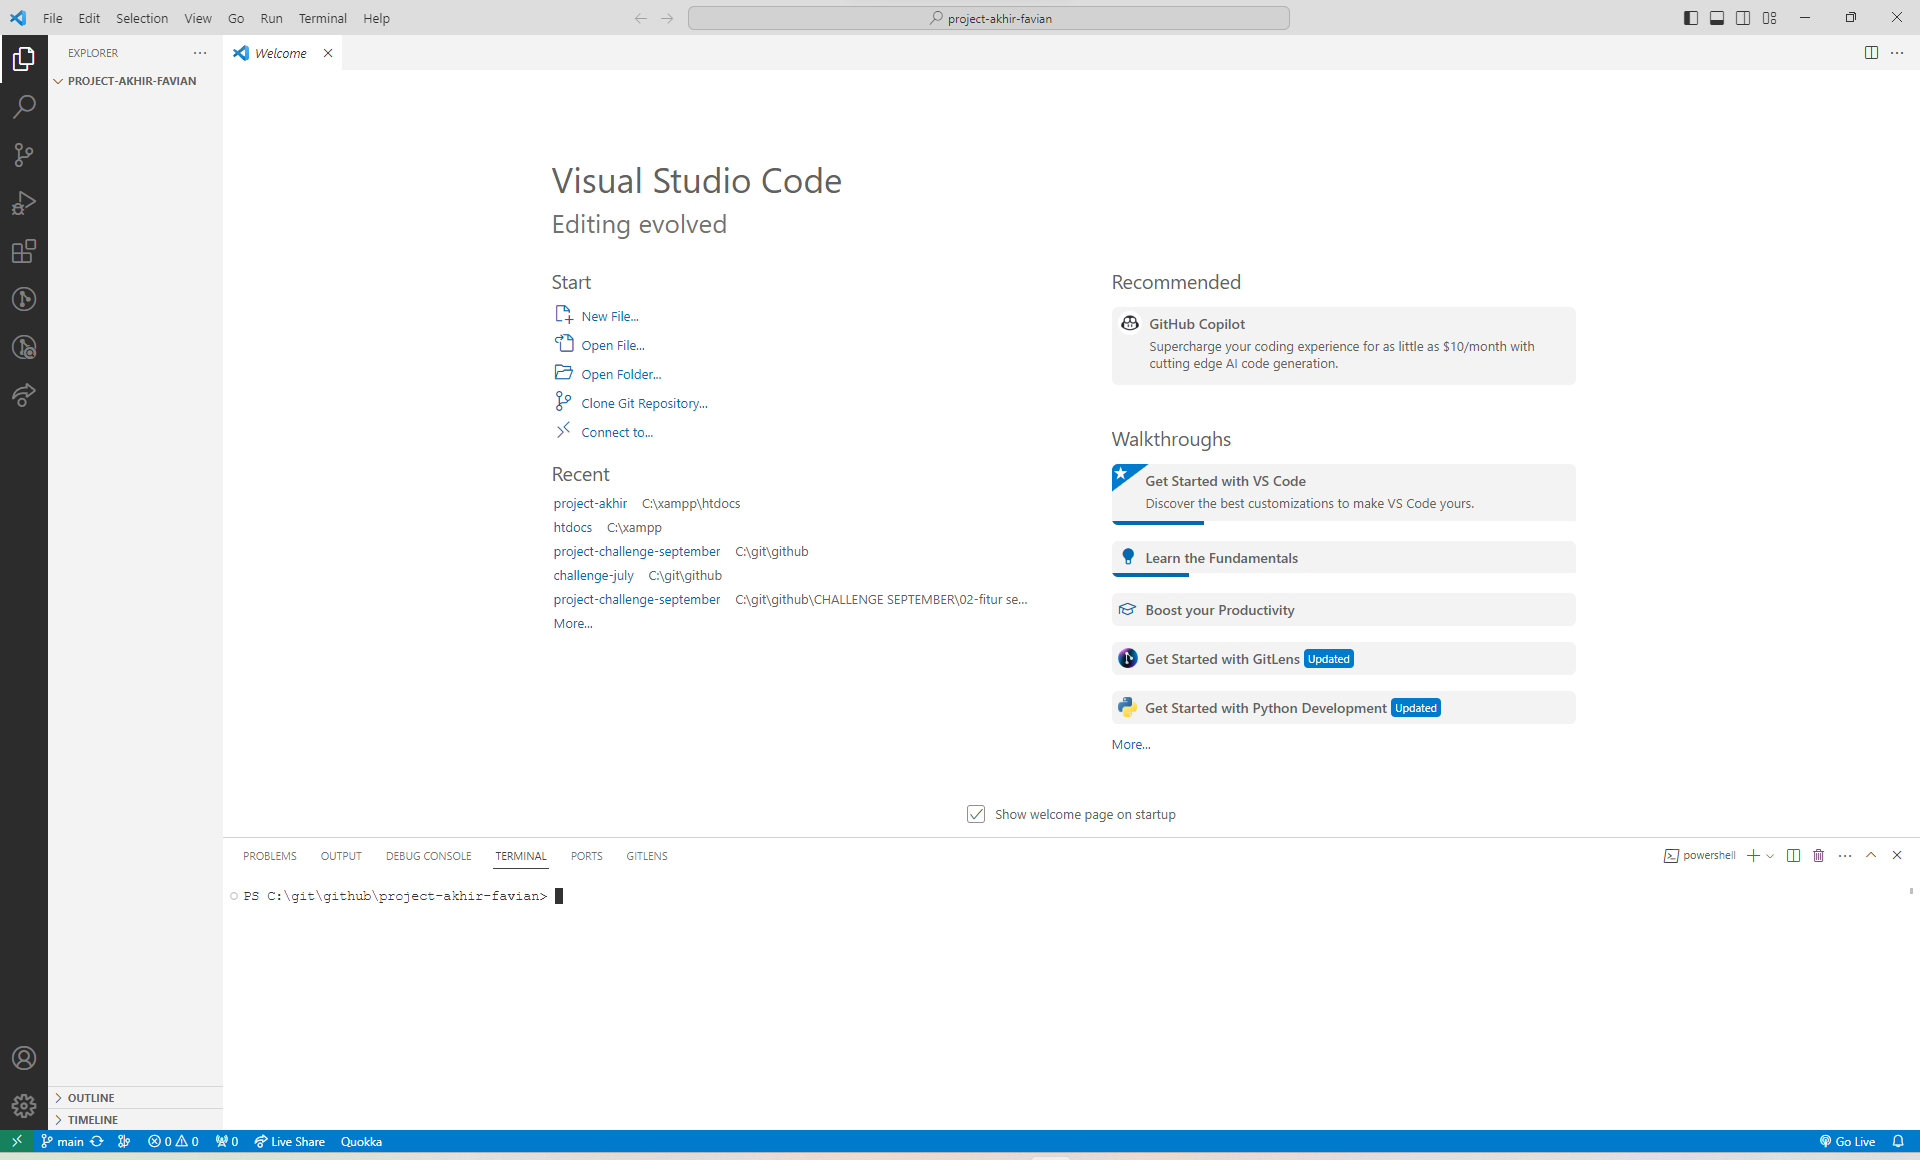 File Edit Selection View Go Run Terminal Help
project-akhir-favian
EXPLORER
PROJECT-AKHIR-FAVIAN
OUTLINE
TIMELINE
Welcome
Visual Studio Code
Editing evolved
Start
New File...
Open File...
Open Folder...
Clone Git Repository...
Connect to...
Recent
project-akhir C:\xampp\htdocs
htdocs C:\xampp
project-challenge-september C:\git\github
challenge-july C:\git\github
project-challenge-september C:\git\github\CHALLENGE SEPTEMBER\02-fitur se...
More...
Recommended
GitHub Copilot
Supercharge your coding experience for as little as $10/month with
cutting edge AI code generation.
Walkthroughs
Get Started with VS Code
Discover the best customizations to make VS Code yours.
Learn the Fundamentals
Boost your Productivity
Get Started with GitLens Updated
Get Started with Python Development Updated
More...
Show welcome page on startup
PROBLEMS OUTPUT DEBUG CONSOLE TERMINAL PORTS GITLENS
powershell
PS C:\git\github\project-akhir-favian>
main 0 0 0 Live Share Quokka Go Live